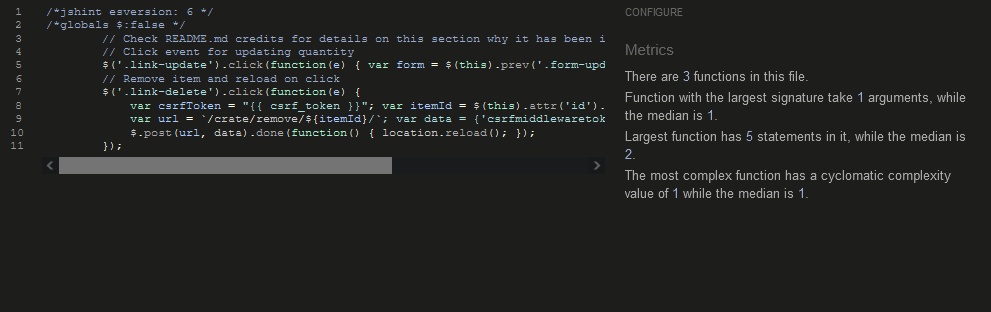 1 /*jshint esversion: 6 */
2 /*globals $:false */
3 // Check README.md credits for details on this section why it has been i
4 // Click event for updating quantity
5 $('.link-update').click(function(e) { var form = $(this).prev('.form-upd
6 // Remove item and reload on click
7 $('.link-delete').click(function(e) {
8 var csrfToken = "{{ csrf_token }}"; var itemId = $(this).attr('id').
9 var url = `/crate/remove/${itemId}/`; var data = {'csrfmiddlewaretok
10 $.post(url, data).done(function() { location.reload(); });
11 });
CONFIGURE
Metrics
There are 3 functions in this file.
Function with the largest signature take 1 arguments, while
the median is 1.
Largest function has 5 statements in it, while the median is
2.
The most complex function has a cyclomatic complexity
value of 1 while the median is 1.